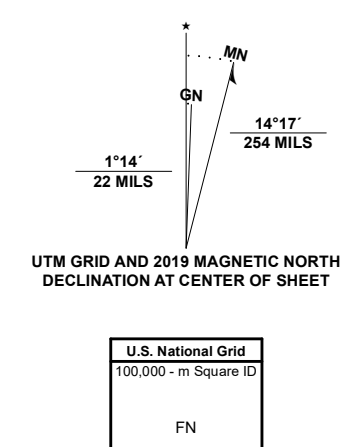 ★
MN
GN
14°17´
254 MILS
1°14´
22 MILS
UTM GRID AND 2019 MAGNETIC NORTH
DECLINATION AT CENTER OF SHEET
U.S. National Grid
100,000 - m Square ID
FN